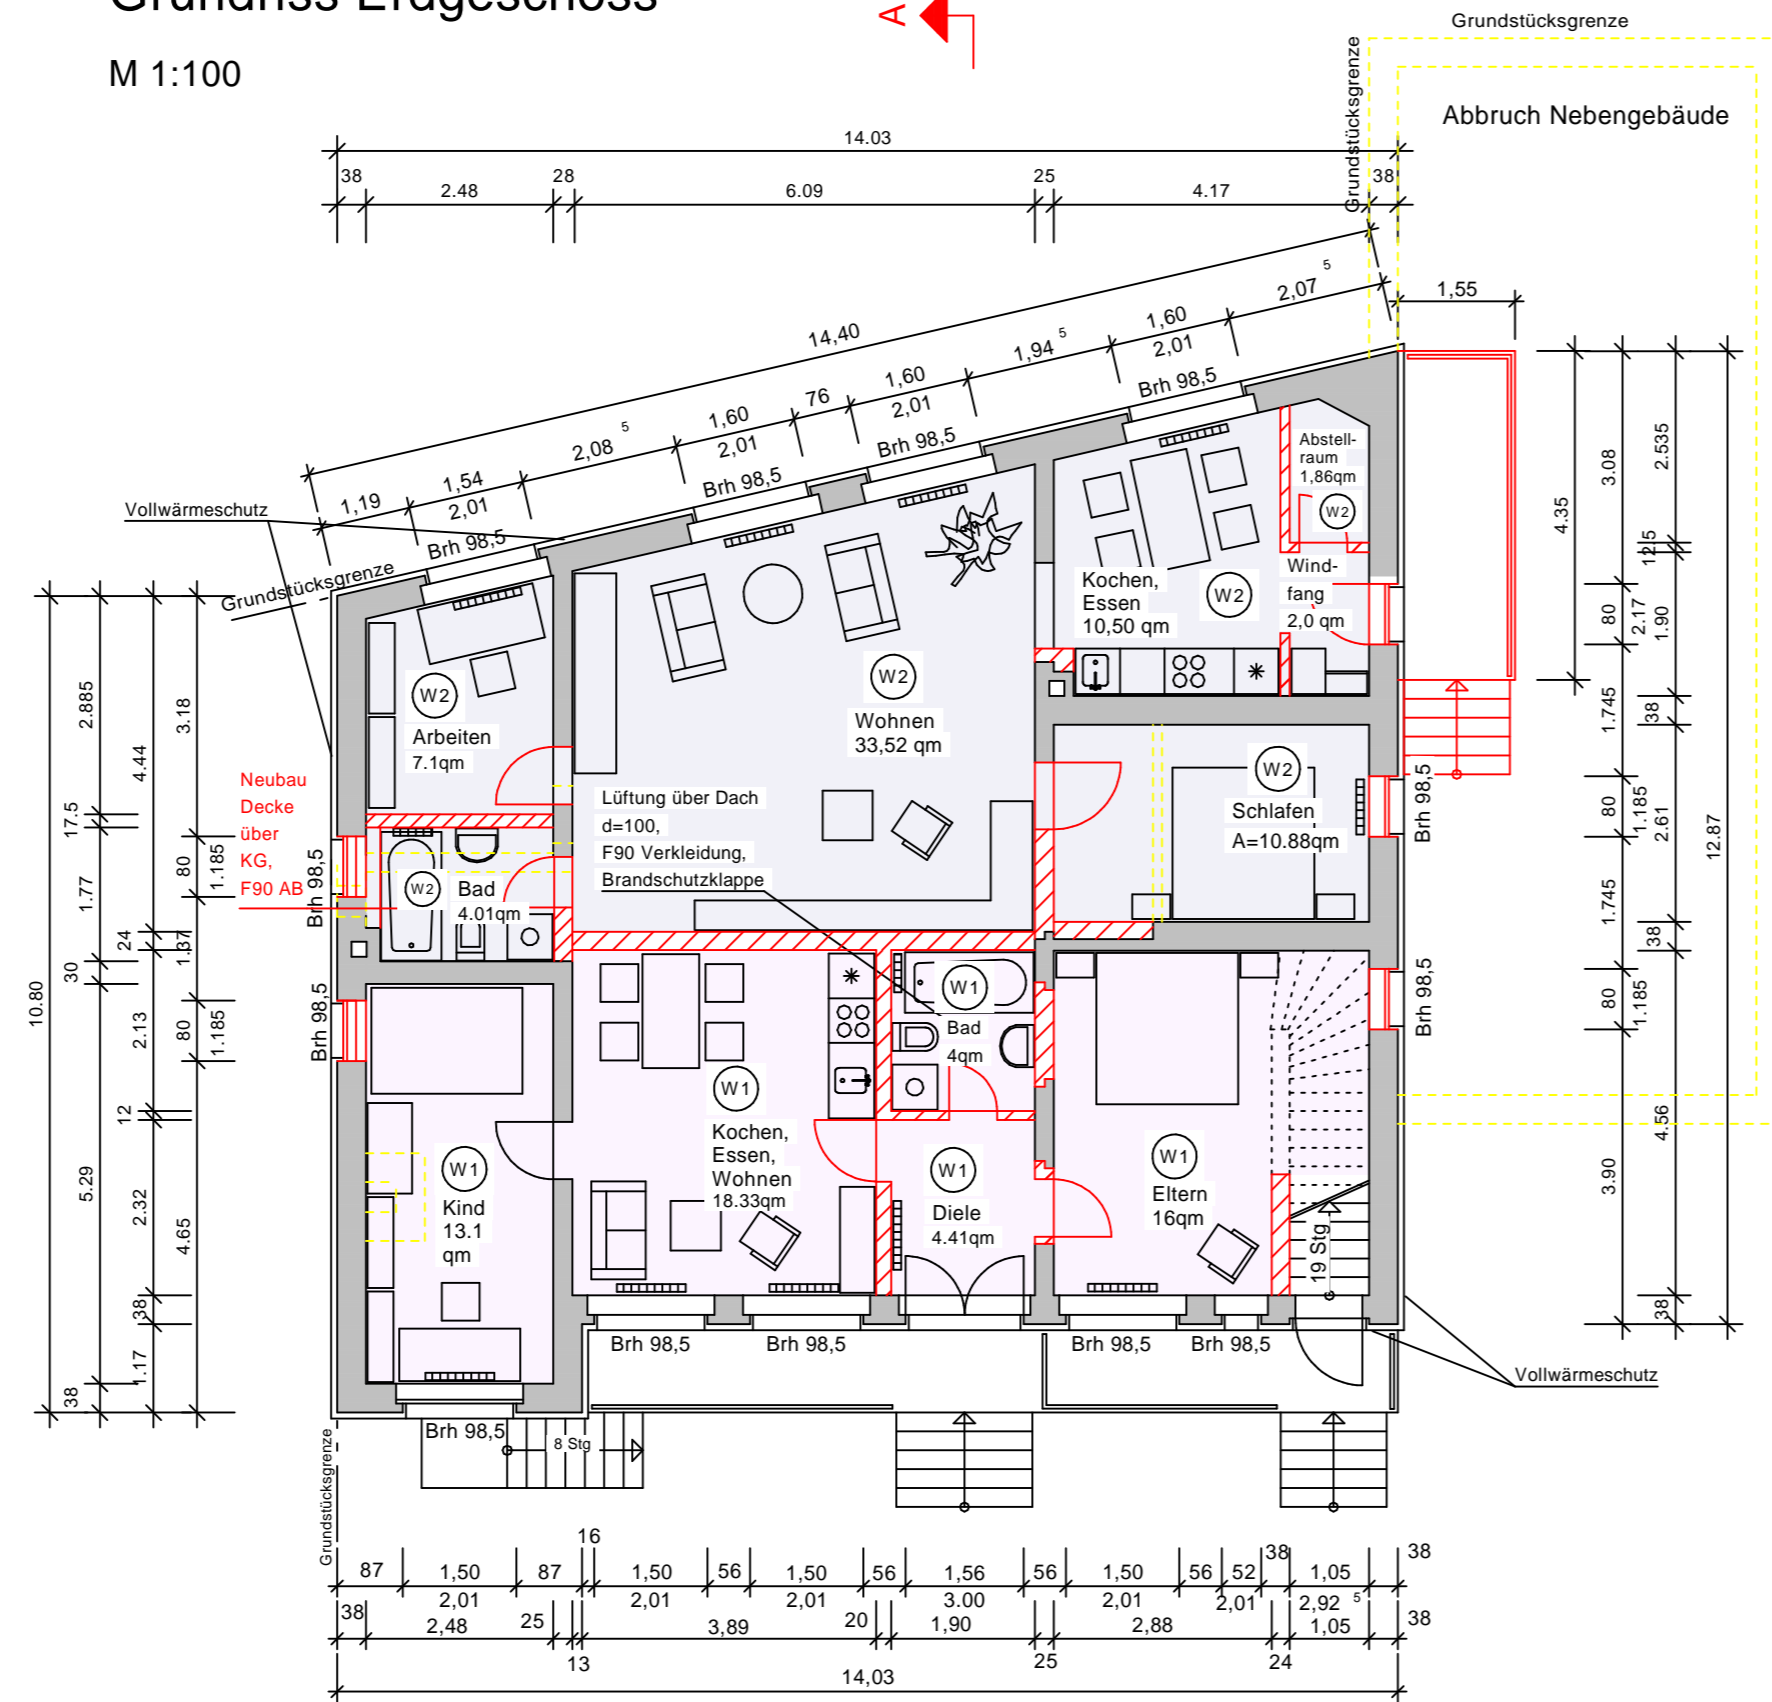 Grundriss Erdgeschoss
M 1:100
A
Grundstücksgrenze
Grundstücksgrenze
Abbruch Nebengebäude
14.03
38 2.48 28 6.09 25 4.17 38
14,40
1,19 1,54 2,08 5 1,60 76 1,60 1,94 5 1,60 2,07 5
2,01 2,01 2,01 2,01
1,55
Vollwärmeschutz
Grundstücksgrenze
Brh 98,5
Brh 98,5
Brh 98,5
Brh 98,5
Abstell-
raum
1,86qm
W2
Wind-
fang
2,0 qm
Kochen,
Essen
10,50 qm
W2
W2
Wohnen
33,52 qm
W2
Arbeiten
7.1qm
W2
Schlafen
A=10.88qm
Neubau
Decke
über
KG,
F90 AB
Lüftung über Dach
d=100,
F90 Verkleidung,
Brandschutzklappe
W2
Bad
4.01qm
Brh 98,5
Brh 98,5
Brh 98,5
Brh 98,5
W1
Bad
4qm
W1
Kochen,
Essen,
Wohnen
18.33qm
W1
Kind
13.1
qm
W1
Diele
4.41qm
W1
Eltern
16qm
19 Stg
Brh 98,5
Brh 98,5
Brh 98,5
Brh 98,5
Brh 98,5
8 Stg
Vollwärmeschutz
Grundstücksgrenze
10.80
2.885 17.5 1.77 30 5.29 38
4.44 24 2.13 12 2.32 38 1.17
3.18 80 1.37 80 4.65
1.185 1.185
4.35
3.08 80 1.745 80 1.745 80 3.90
2.17 1.185 1.185
2.535 12.5 1.90 38 2.61 38 4.56 38
12.87
16
87 1,50 87 1,50 56 1,50 56 1,56 56 1,50 56 52 38 1,05 38
2,01 2,01 2,01 3.00 2,01 2,01 2,92 5
38 2,48 25 3,89 20 1,90 2,88 1,05 38
13 25 24
14,03